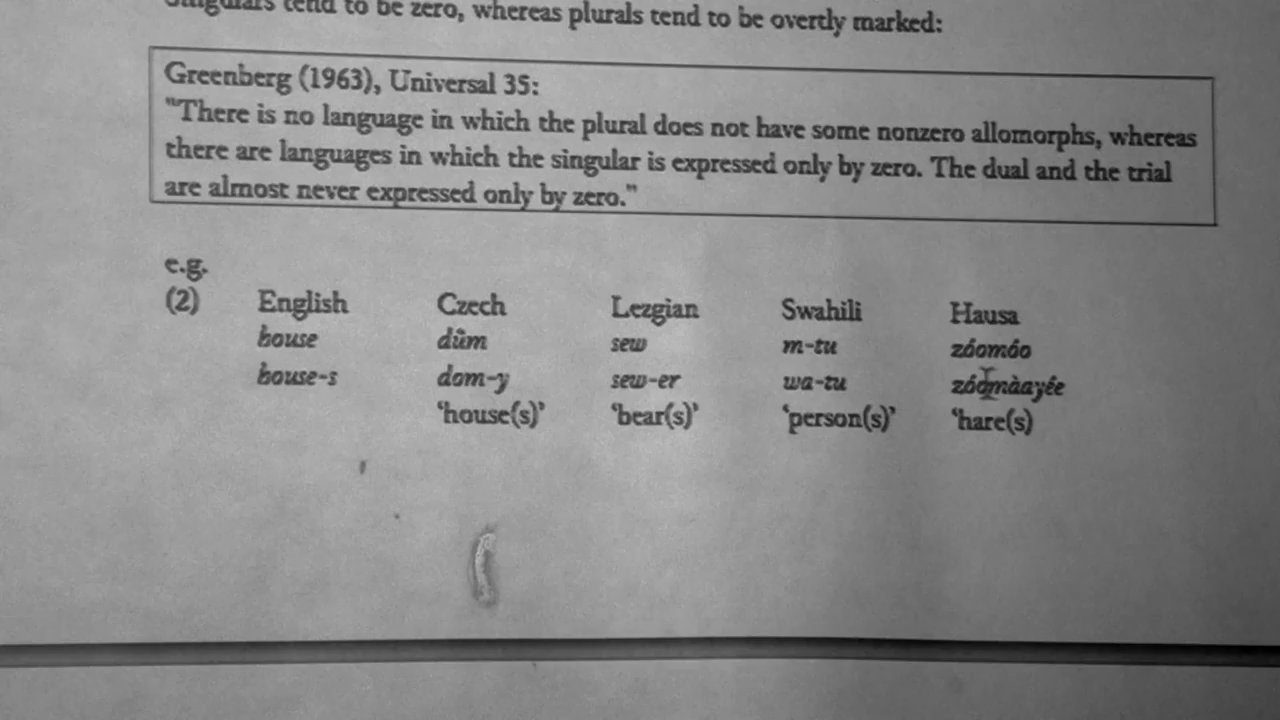 Singulars tend to be zero, whereas plurals tend to be overtly marked:
Greenberg (1963), Universal 35:
"There is no language in which the plural does not have some nonzero allomorphs, whereas
there are languages in which the singular is expressed only by zero. The dual and the trial
are almost never expressed only by zero."
e.g.
(2) English Czech Lezgian Swahili Hausa
house dům sew m-tu zóomóo
house-s dom-y sew-er wa-tu zóomàayée
'house(s)' 'bear(s)' 'person(s)' 'hare(s)